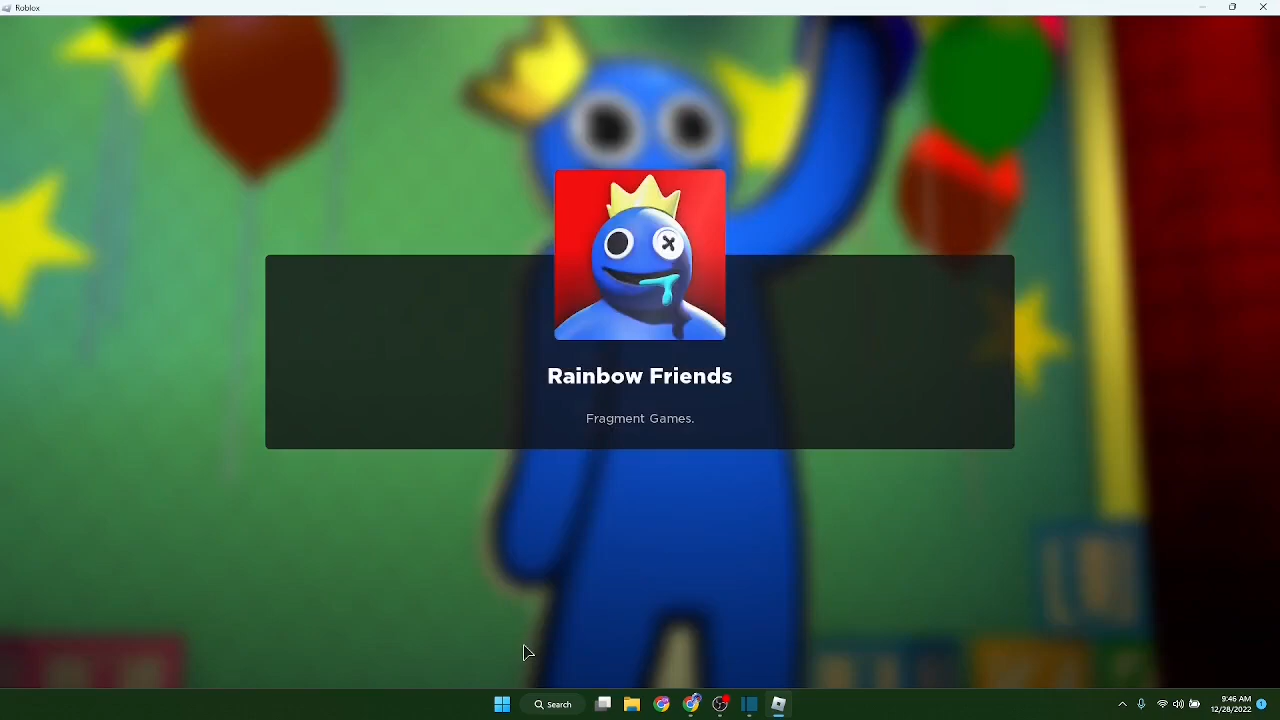 Roblox
Rainbow Friends
Fragment Games.
Search
9:46 AM
12/28/2022